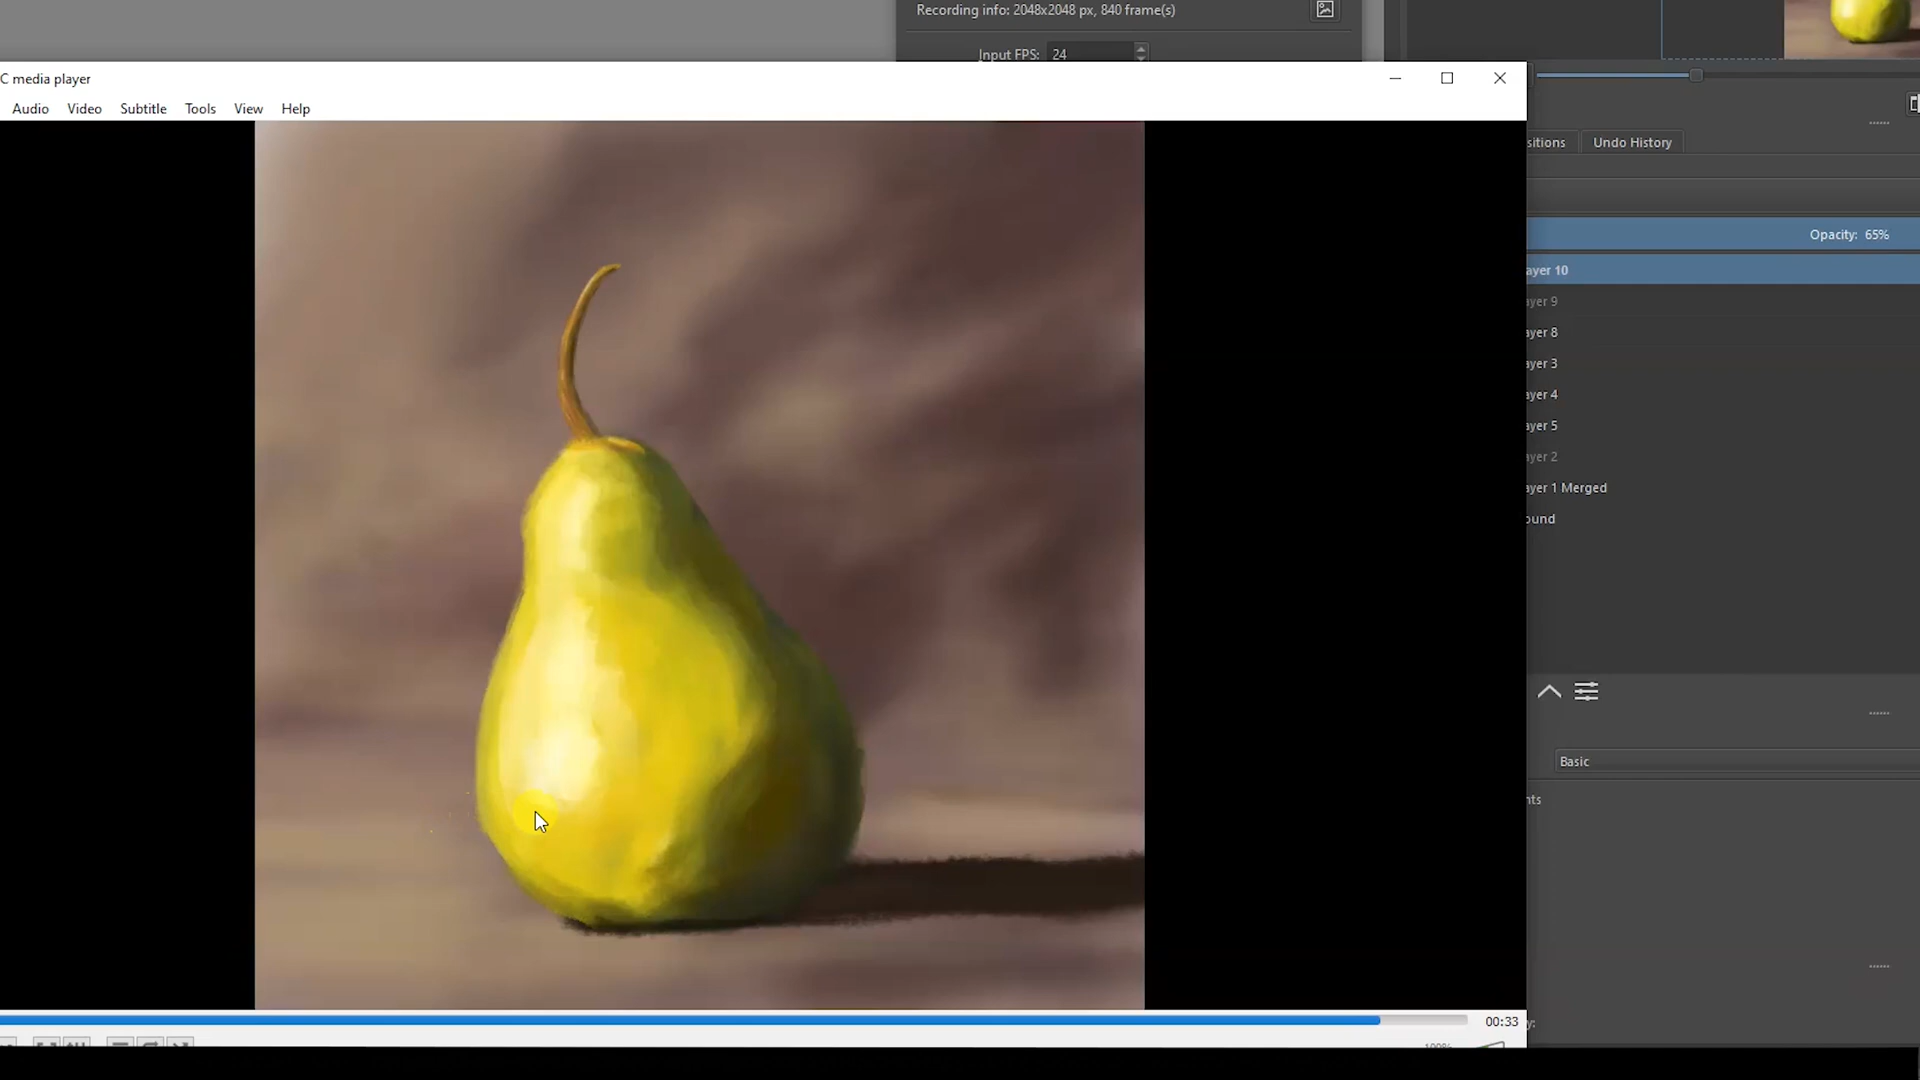 Recording info: 2048x2048 px, 840 frame(s)
Input FPS: 24
C media player
Audio Video Subtitle Tools View Help
sitions Undo History
Opacity: 65%
ayer 10
ayer 9
ayer 8
ayer 3
ayer 4
ayer 5
ayer 2
ayer 1 Merged
ound
Basic
nts
00:33
y: